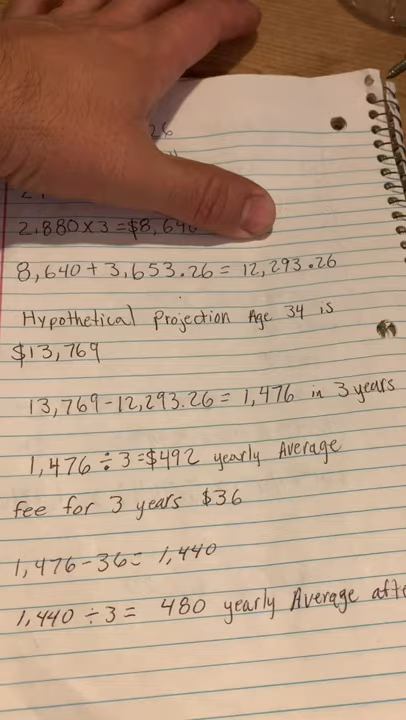 26
2,880×3=$8,640
8,640+3,653.26=12,293.26
Hypothetical Projection Age 34 is
$13,769
13,769-12,293.26=1,476 in 3 years
1,476÷3=$492 yearly Average
fee for 3 years $36
1,476-36=1,440
1,440÷3= 480 yearly Average afte